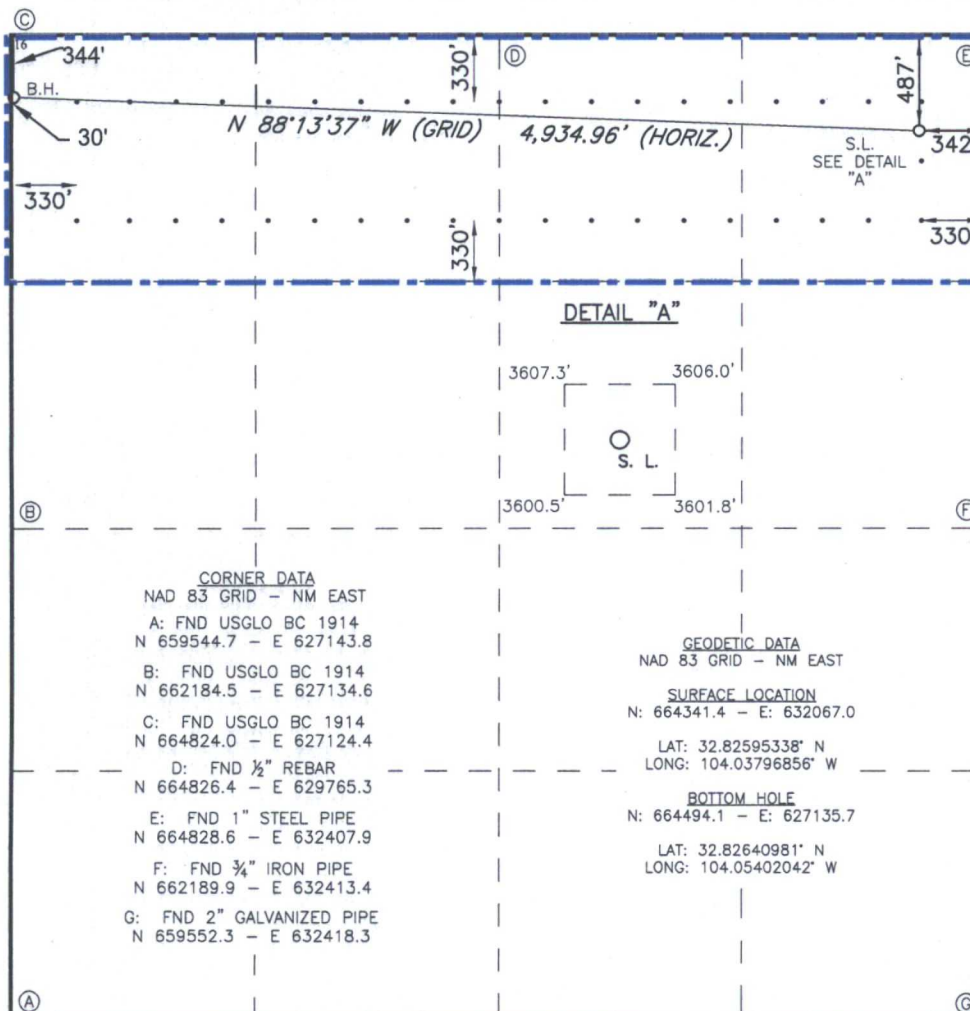 Ⓒ
16
344'
330'
Ⓓ
Ⓔ
487'
B.H.
30'
N 88°13'37" W (GRID) 4,934.96' (HORIZ.)
S.L.
SEE DETAIL
"A"
342
330'
330'
330
DETAIL "A"
3607.3' 3606.0'
S. L.
3600.5' 3601.8'
Ⓑ
Ⓕ
CORNER DATA
NAD 83 GRID – NM EAST
A: FND USGLO BC 1914
N 659544.7 – E 627143.8
B: FND USGLO BC 1914
N 662184.5 – E 627134.6
C: FND USGLO BC 1914
N 664824.0 – E 627124.4
D: FND ½" REBAR
N 664826.4 – E 629765.3
E: FND 1" STEEL PIPE
N 664828.6 – E 632407.9
F: FND ¾" IRON PIPE
N 662189.9 – E 632413.4
G: FND 2" GALVANIZED PIPE
N 659552.3 – E 632418.3
GEODETIC DATA
NAD 83 GRID – NM EAST
SURFACE LOCATION
N: 664341.4 – E: 632067.0
LAT: 32.82595338° N
LONG: 104.03796856° W
BOTTOM HOLE
N: 664494.1 – E: 627135.7
LAT: 32.82640981° N
LONG: 104.05402042° W
Ⓐ
Ⓖ